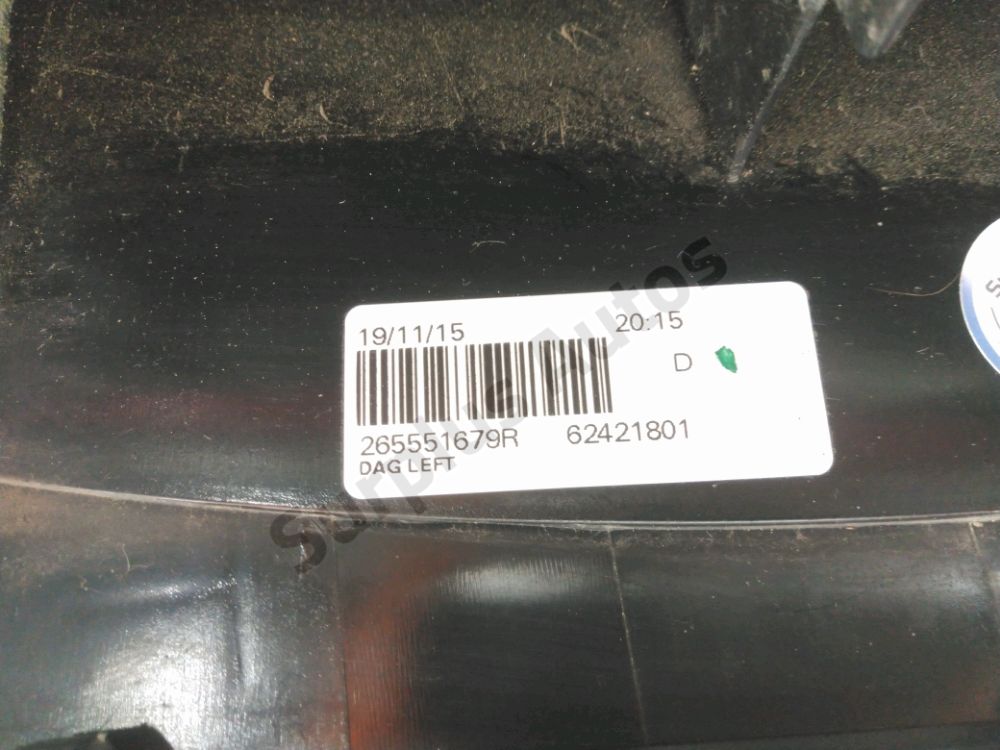 19/11/15 20:15
D
265551679R 62421801
DAG LEFT
Surplus Autos